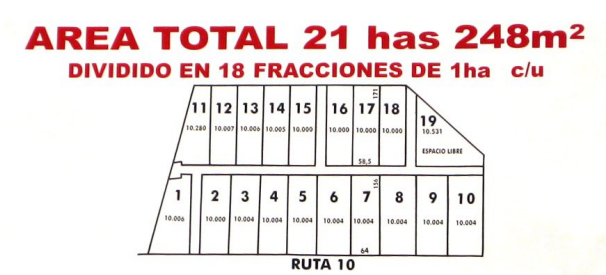 AREA TOTAL 21 has 248m²
DIVIDIDO EN 18 FRACCIONES DE 1ha c/u
11 12 13 14 15 16 17 18 19
171
10.280 10.007 10.006 10.005 10.000 10.000 10.000 10.000 10.531
ESPACIO LIBRE
58,5
1 2 3 4 5 6 7 8 9 10
156
10.006 10.000 10.004 10.004 10.004 10.004 10.004 10.004 10.004 10.004
64
RUTA 10